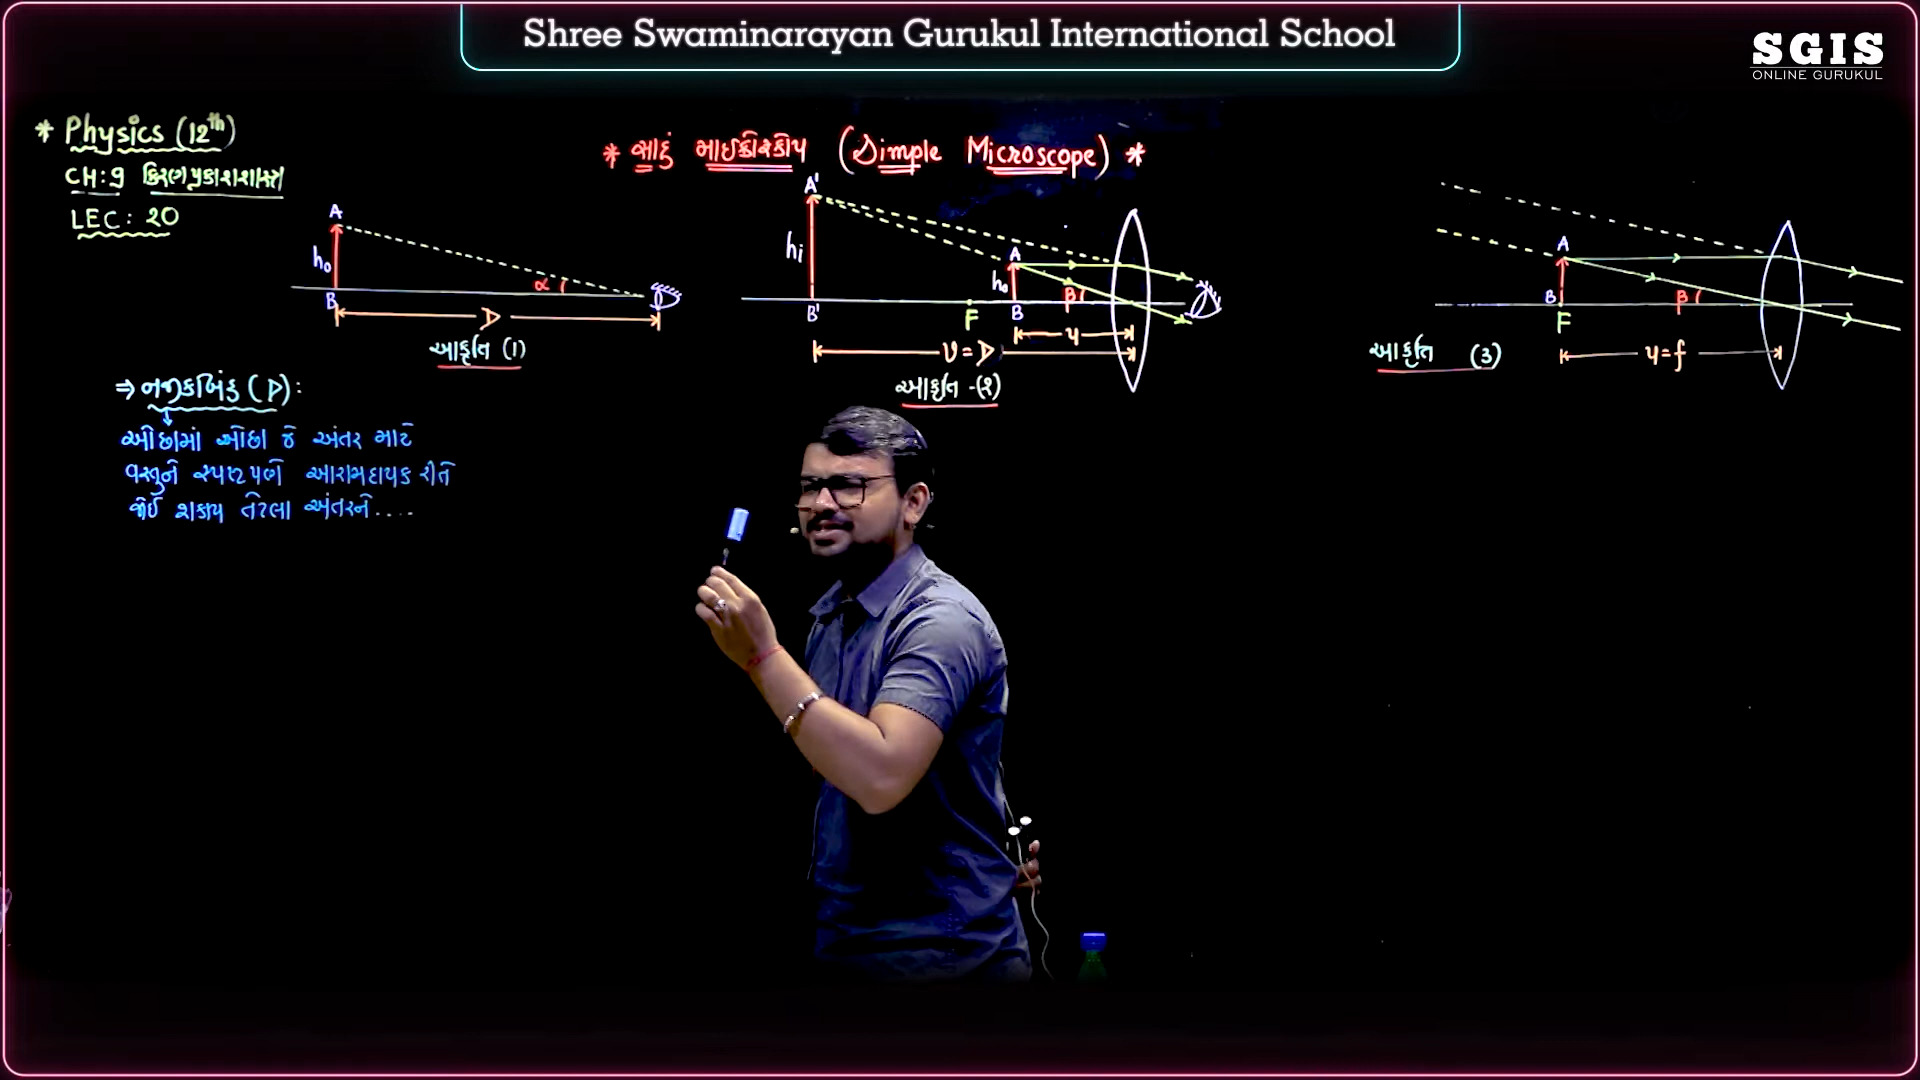 Shree Swaminarayan Gurukul International School
SGIS
ONLINE GURUKUL
* Physics (12th)
CH: 9 કિરણપ્રકાશશાસ્ત્ર
LEC: 20
* સાદું માઈક્રોસ્કોપ (Simple Microscope) *
A
ho
B
α
D
આકૃતિ (1)
A'
hi
B'
F
A
ho
B
β
u
v = D
આકૃતિ -(2)
A
B
F
β
u=f
આકૃતિ (3)
⇒ નજીકબિંદુ (D):
ઓછામાં ઓછા જે અંતર માટે
વસ્તુને સ્પષ્ટપણે આરામદાયક રીતે
જોઈ શકાય તેટલા અંતરને....